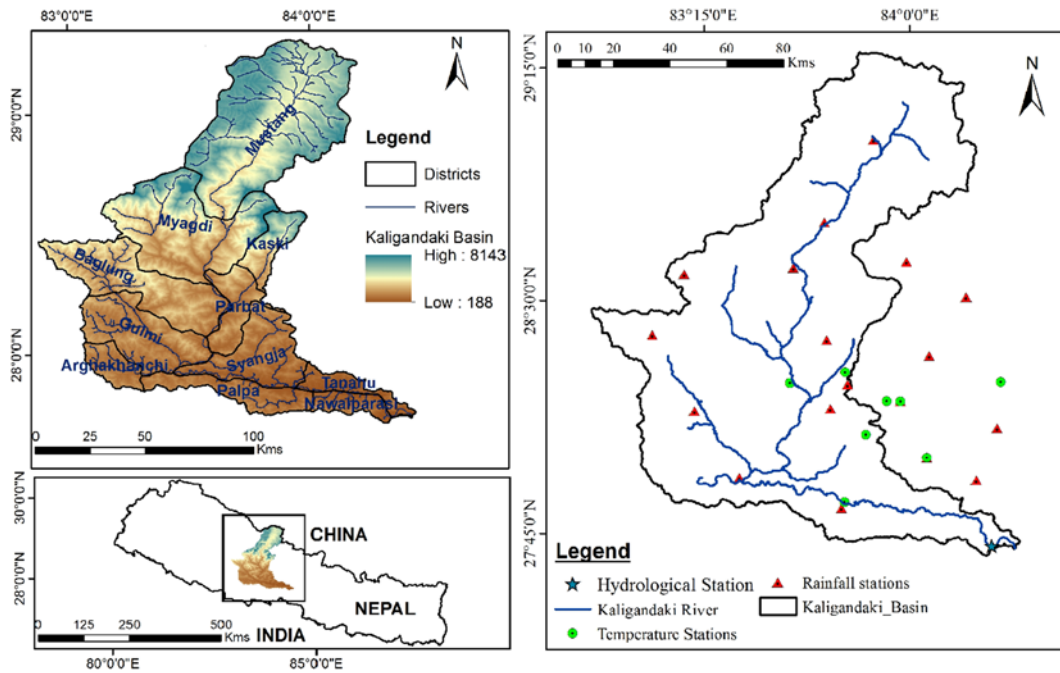 83°0'0"E
84°0'0"E
N
29°0'0"N
28°0'0"N
Mustang
Myagdi
Kaski
Baglung
Parbat
Gulmi
Syangja
Arghakhanchi
Palpa
Tanahu
Nawalparasi
Legend
Districts
Rivers
Kaligandaki Basin
High : 8143
Low : 188
0 25 50 100
Kms
30°0'0"N
28°0'0"N
CHINA
NEPAL
INDIA
0 125 250 500
Kms
80°0'0"E
85°0'0"E
83°15'0"E
84°0'0"E
0 10 20 40 60 80
Kms
N
29°15'0"N
28°30'0"N
27°45'0"N
Legend
Hydrological Station
Rainfall stations
Kaligandaki River
Kaligandaki_Basin
Temperature Stations